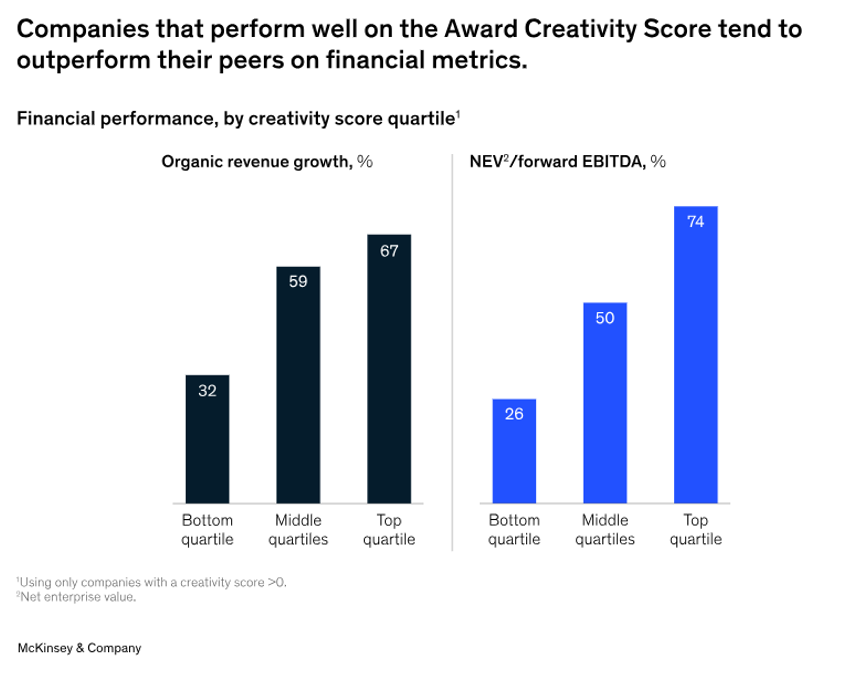 Companies that perform well on the Award Creativity Score tend to
outperform their peers on financial metrics.
Financial performance, by creativity score quartile¹
Organic revenue growth, %
32
59
67
Bottom
quartile
Middle
quartiles
Top
quartile
NEV²/forward EBITDA, %
26
50
74
Bottom
quartile
Middle
quartiles
Top
quartile
¹Using only companies with a creativity score >0.
²Net enterprise value.
McKinsey & Company